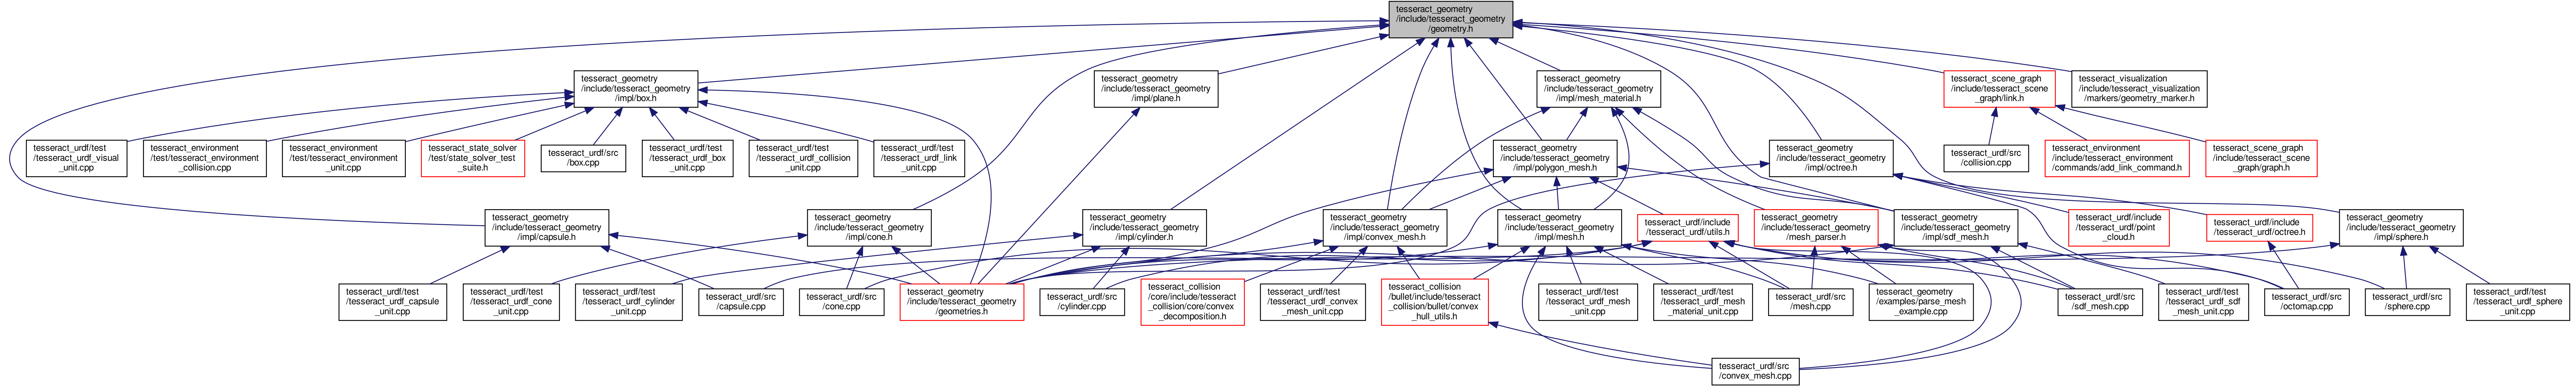 tesseract_geometry
/include/tesseract_geometry
/geometry.h
tesseract_geometry
/include/tesseract_geometry
/impl/box.h
tesseract_geometry
/include/tesseract_geometry
/impl/plane.h
tesseract_geometry
/include/tesseract_geometry
/impl/mesh_material.h
tesseract_scene_graph
/include/tesseract_scene
_graph/link.h
tesseract_visualization
/include/tesseract_visualization
/markers/geometry_marker.h
tesseract_urdf/test
/tesseract_urdf_visual
_unit.cpp
tesseract_environment
/test/tesseract_environment
_collision.cpp
tesseract_environment
/test/tesseract_environment
_unit.cpp
tesseract_state_solver
/test/state_solver_test
_suite.h
tesseract_urdf/src
/box.cpp
tesseract_urdf/test
/tesseract_urdf_box
_unit.cpp
tesseract_urdf/test
/tesseract_urdf_collision
_unit.cpp
tesseract_urdf/test
/tesseract_urdf_link
_unit.cpp
tesseract_geometry
/include/tesseract_geometry
/impl/polygon_mesh.h
tesseract_geometry
/include/tesseract_geometry
/impl/octree.h
tesseract_urdf/src
/collision.cpp
tesseract_environment
/include/tesseract_environment
/commands/add_link_command.h
tesseract_scene_graph
/include/tesseract_scene
_graph/graph.h
tesseract_geometry
/include/tesseract_geometry
/impl/capsule.h
tesseract_geometry
/include/tesseract_geometry
/impl/cone.h
tesseract_geometry
/include/tesseract_geometry
/impl/cylinder.h
tesseract_geometry
/include/tesseract_geometry
/impl/convex_mesh.h
tesseract_geometry
/include/tesseract_geometry
/impl/mesh.h
tesseract_urdf/include
/tesseract_urdf/utils.h
tesseract_geometry
/include/tesseract_geometry
/mesh_parser.h
tesseract_geometry
/include/tesseract_geometry
/impl/sdf_mesh.h
tesseract_urdf/include
/tesseract_urdf/point
_cloud.h
tesseract_urdf/include
/tesseract_urdf/octree.h
tesseract_geometry
/include/tesseract_geometry
/impl/sphere.h
tesseract_urdf/test
/tesseract_urdf_capsule
_unit.cpp
tesseract_urdf/test
/tesseract_urdf_cone
_unit.cpp
tesseract_urdf/test
/tesseract_urdf_cylinder
_unit.cpp
tesseract_urdf/src
/capsule.cpp
tesseract_urdf/src
/cone.cpp
tesseract_geometry
/include/tesseract_geometry
/geometries.h
tesseract_urdf/src
/cylinder.cpp
tesseract_collision
/core/include/tesseract
_collision/core/convex
_decomposition.h
tesseract_urdf/test
/tesseract_urdf_convex
_mesh_unit.cpp
tesseract_collision
/bullet/include/tesseract
_collision/bullet/convex
_hull_utils.h
tesseract_urdf/test
/tesseract_urdf_mesh
_unit.cpp
tesseract_urdf/test
/tesseract_urdf_mesh
_material_unit.cpp
tesseract_urdf/src
/mesh.cpp
tesseract_geometry
/examples/parse_mesh
_example.cpp
tesseract_urdf/src
/sdf_mesh.cpp
tesseract_urdf/test
/tesseract_urdf_sdf
_mesh_unit.cpp
tesseract_urdf/src
/octomap.cpp
tesseract_urdf/src
/sphere.cpp
tesseract_urdf/test
/tesseract_urdf_sphere
_unit.cpp
tesseract_urdf/src
/convex_mesh.cpp